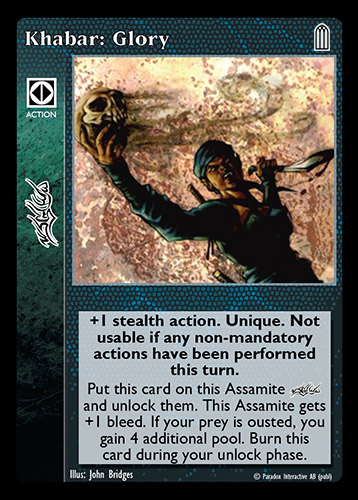 Khabar: Glory
ACTION
+1 stealth action. Unique. Not
usable if any non-mandatory
actions have been performed
this turn.
Put this card on this Assamite
and unlock them. This Assamite gets
+1 bleed. If your prey is ousted, you
gain 4 additional pool. Burn this
card during your unlock phase.
Illus: John Bridges
© Paradox Interactive AB (publ)